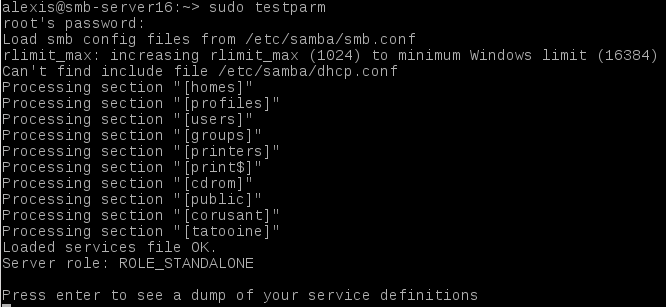 alexis@smb-server16:~> sudo testparm
root's password:
Load smb config files from /etc/samba/smb.conf
rlimit_max: increasing rlimit_max (1024) to minimum Windows limit (16384)
Can't find include file /etc/samba/dhcp.conf
Processing section "[homes]"
Processing section "[profiles]"
Processing section "[users]"
Processing section "[groups]"
Processing section "[printers]"
Processing section "[print$]"
Processing section "[cdrom]"
Processing section "[public]"
Processing section "[corusant]"
Processing section "[tatooine]"
Loaded services file OK.
Server role: ROLE_STANDALONE
Press enter to see a dump of your service definitions